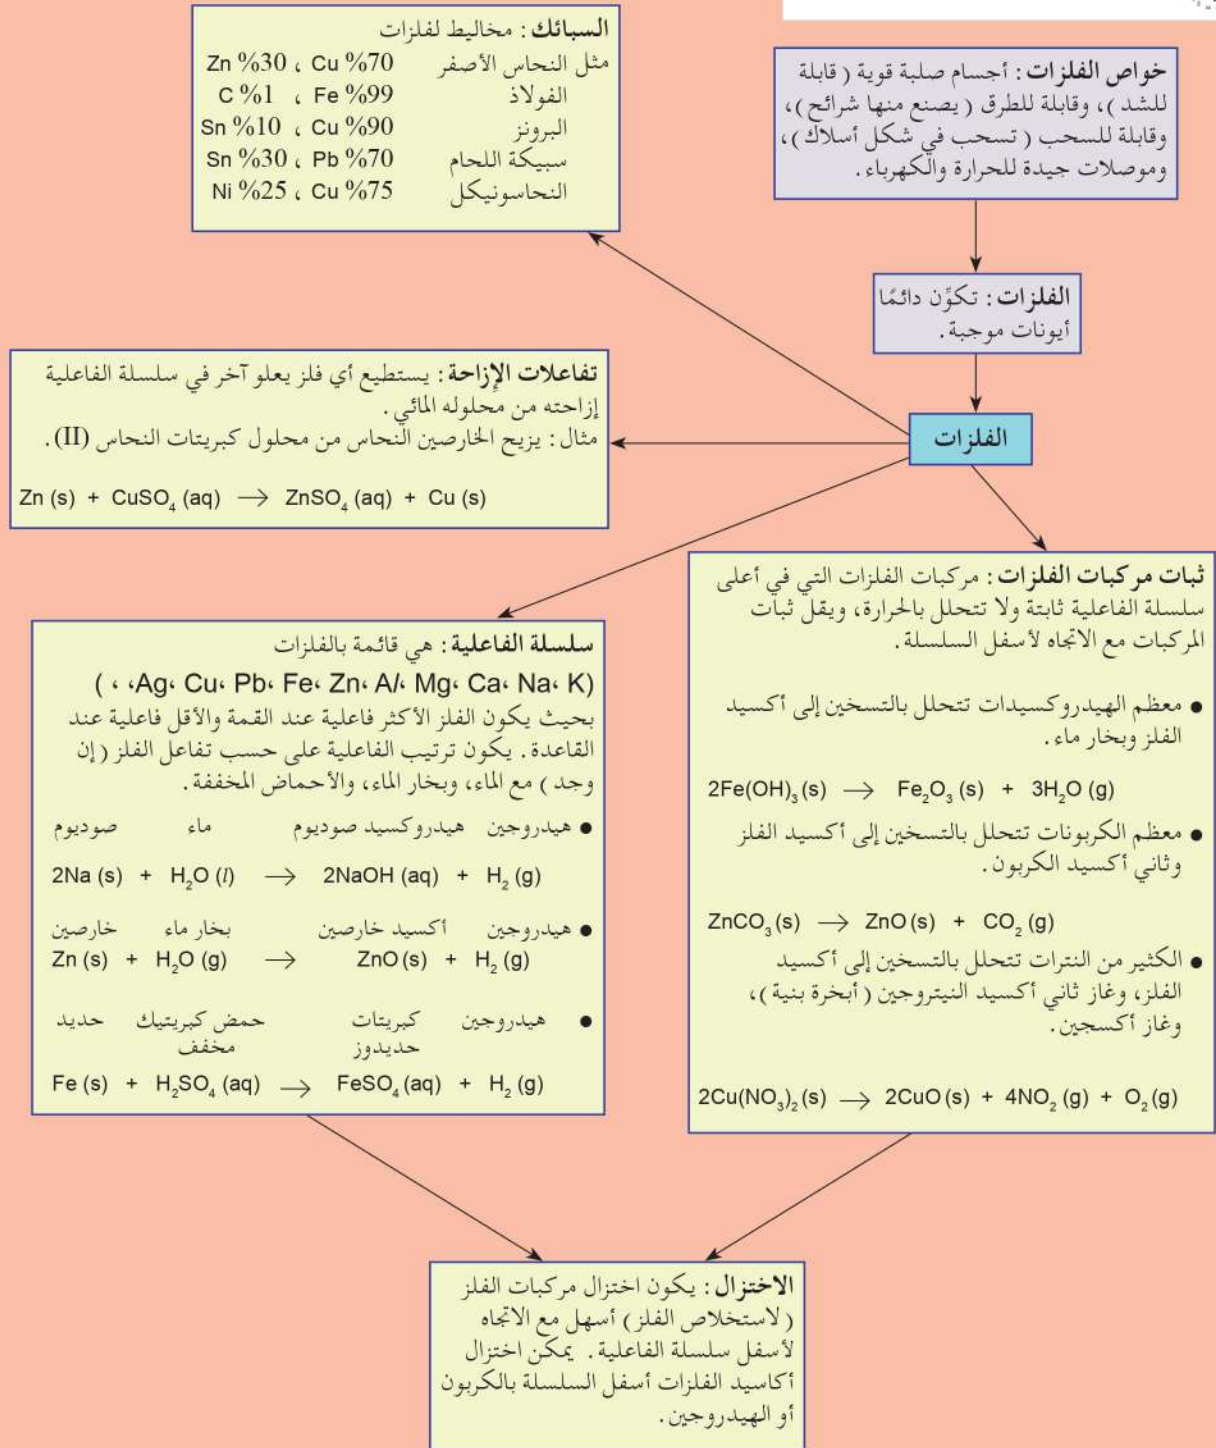 خواص الفلزات: أجسام صلبة قوية (قابلة
للشد)، وقابلة للطرق (يصنع منها شرائح)،
وقابلة للسحب (تسحب في شكل أسلاك)،
وموصلات جيدة للحرارة والكهرباء.
الفلزات: تكوِّن دائمًا
أيونات موجبة.
الفلزات
السبائك: مخاليط لفلزات
مثل النحاس الأصفر Cu %70 ، Zn %30
الفولاذ Fe %99 ، C %1
البرونز Cu %90 ، Sn %10
سبيكة اللحام Pb %70 ، Sn %30
النحاسونيكل Cu %75 ، Ni %25
تفاعلات الإزاحة: يستطيع أي فلز يعلو آخر في سلسلة الفاعلية
إزاحته من محلوله المائي.
مثال: يزيح الخارصين النحاس من محلول كبريتات النحاس (II).
Zn (s) + CuSO₄ (aq) → ZnSO₄ (aq) + Cu (s)
ثبات مركبات الفلزات: مركبات الفلزات التي في أعلى
سلسلة الفاعلية ثابتة ولا تتحلل بالحرارة، ويقل ثبات
المركبات مع الاتجاه لأسفل السلسلة.
● معظم الهيدروكسيدات تتحلل بالتسخين إلى أكسيد
الفلز وبخار ماء.
2Fe(OH)₃ (s) → Fe₂O₃ (s) + 3H₂O (g)
● معظم الكربونات تتحلل بالتسخين إلى أكسيد الفلز
وثاني أكسيد الكربون.
ZnCO₃ (s) → ZnO (s) + CO₂ (g)
● الكثير من النترات تتحلل بالتسخين إلى أكسيد
الفلز، وغاز ثاني أكسيد النيتروجين (أبخرة بنية)،
وغاز أكسجين.
2Cu(NO₃)₂ (s) → 2CuO (s) + 4NO₂ (g) + O₂ (g)
سلسلة الفاعلية: هي قائمة بالفلزات
( ، ،Ag، Cu، Pb، Fe، Zn، Al، Mg، Ca، Na، K)
بحيث يكون الفلز الأكثر فاعلية عند القمة والأقل فاعلية عند
القاعدة. يكون ترتيب الفاعلية على حسب تفاعل الفلز (إن
وجد) مع الماء، وبخار الماء، والأحماض المخففة.
● هيدروجين هيدروكسيد صوديوم ماء صوديوم
2Na (s) + H₂O (l) → 2NaOH (aq) + H₂ (g)
● هيدروجين أكسيد خارصين بخار ماء خارصين
Zn (s) + H₂O (g) → ZnO (s) + H₂ (g)
● هيدروجين كبريتات حمض كبريتيك حديد
حديدوز مخفف
Fe (s) + H₂SO₄ (aq) → FeSO₄ (aq) + H₂ (g)
الاختزال: يكون اختزال مركبات الفلز
(لاستخلاص الفلز) أسهل مع الاتجاه
لأسفل سلسلة الفاعلية. يمكن اختزال
أكاسيد الفلزات أسفل السلسلة بالكربون
أو الهيدروجين.